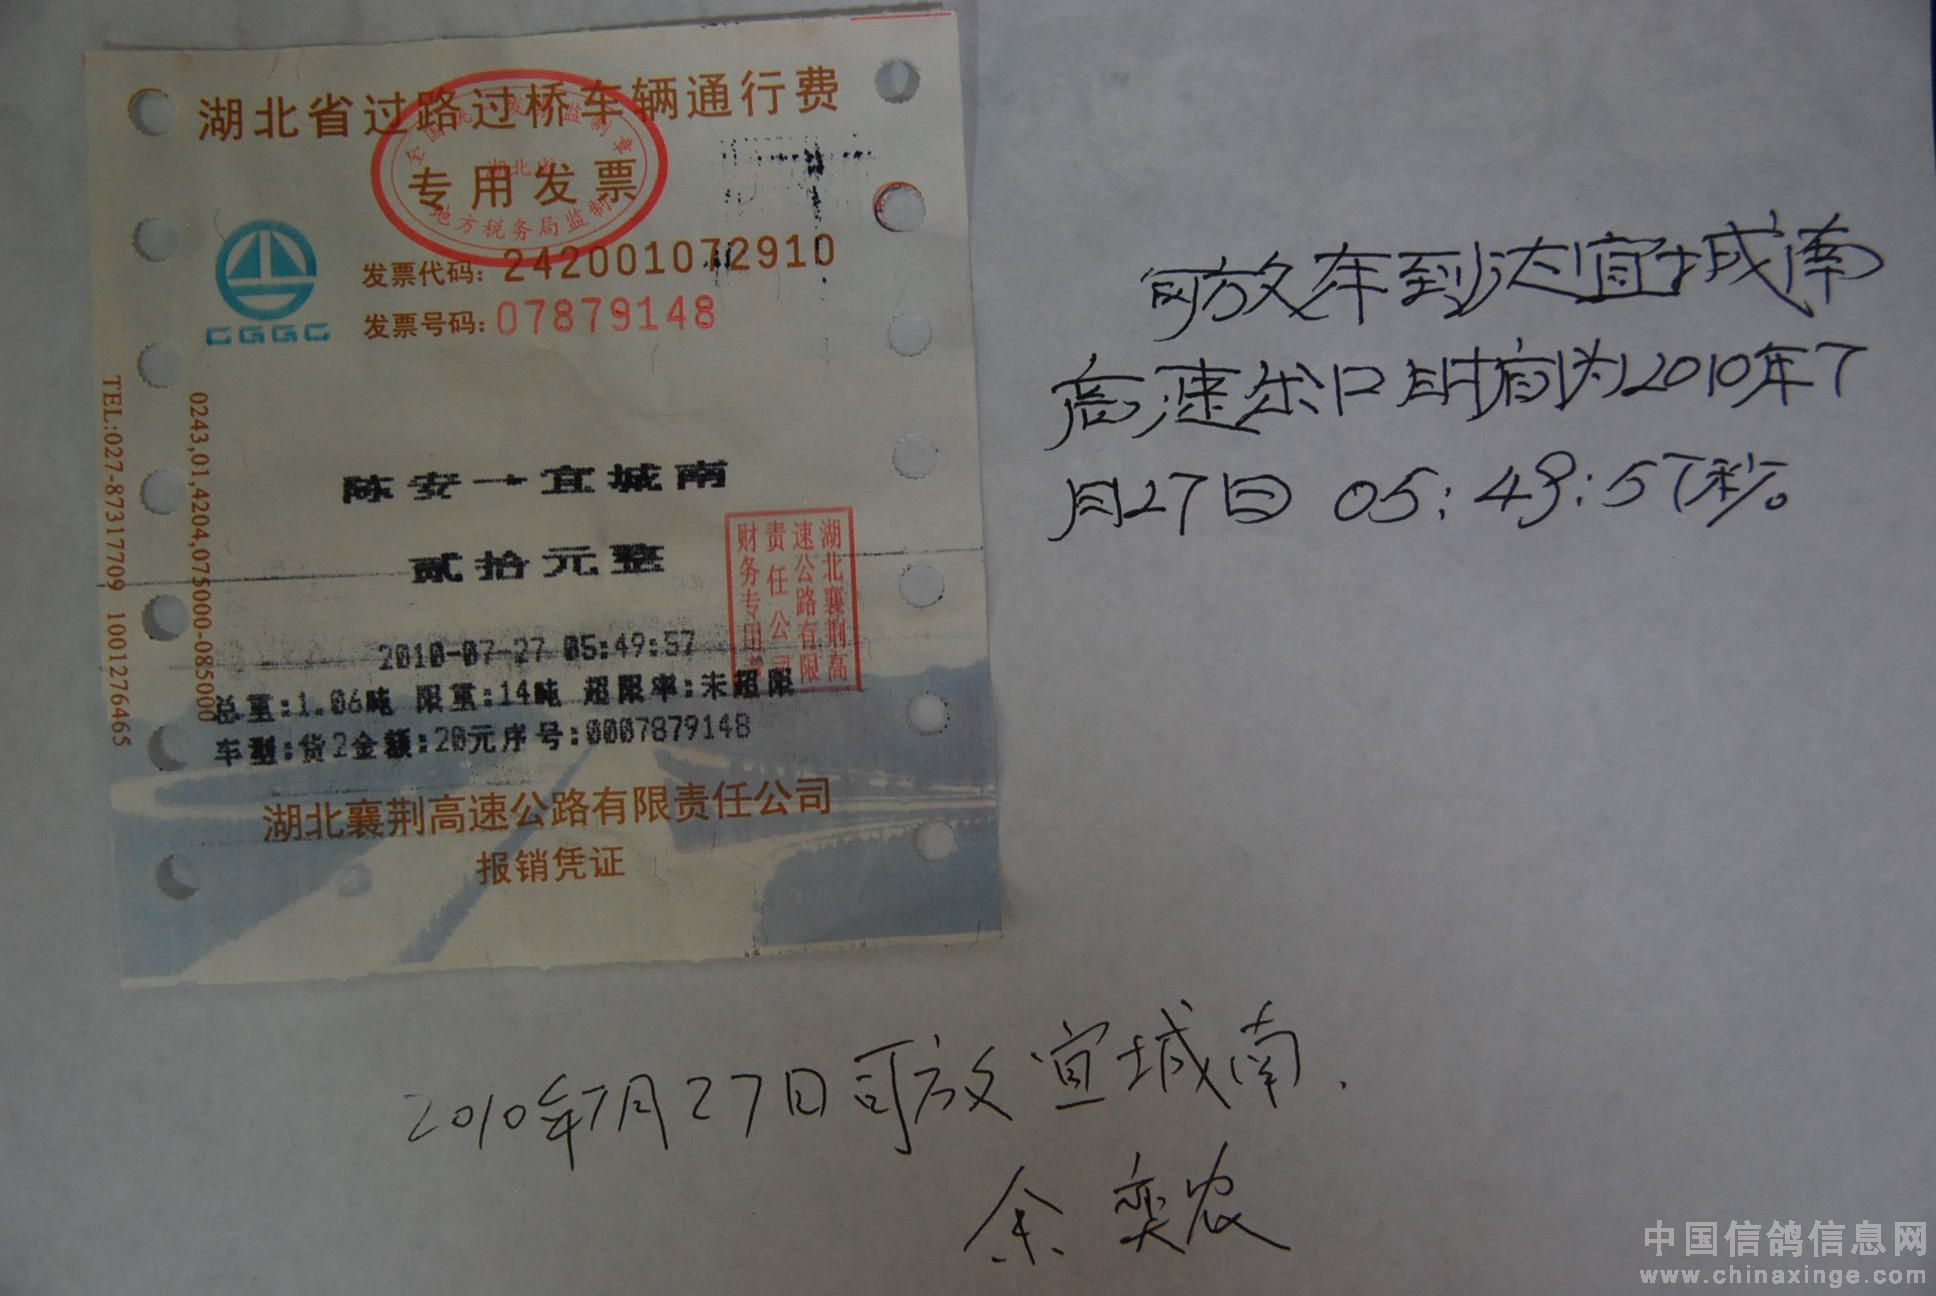 湖北省过路过桥车辆通行费
专用发票
湖北省
地方税务局监制
发票代码：242001072910
发票号码：07879148
CGGC
TEL:027-87317709 1001276465
0243,01,4204,075000-085000
陈安→宜城南
贰拾元整
湖北襄荆高
速公路有限
责任公司
财务专用章
2010-07-27 05:49:57
总重:1.06吨 限重:14吨 超限率:未超限
车型:货2金额:20元序号:0007879148
湖北襄荆高速公路有限责任公司
报销凭证
司放车到达宜城南
高速出口时间为2010年7
月27日 05:49:57秒。
2010年7月27日司放宜城南.
余奕农
中国信鸽信息网
www.chinaxinge.com